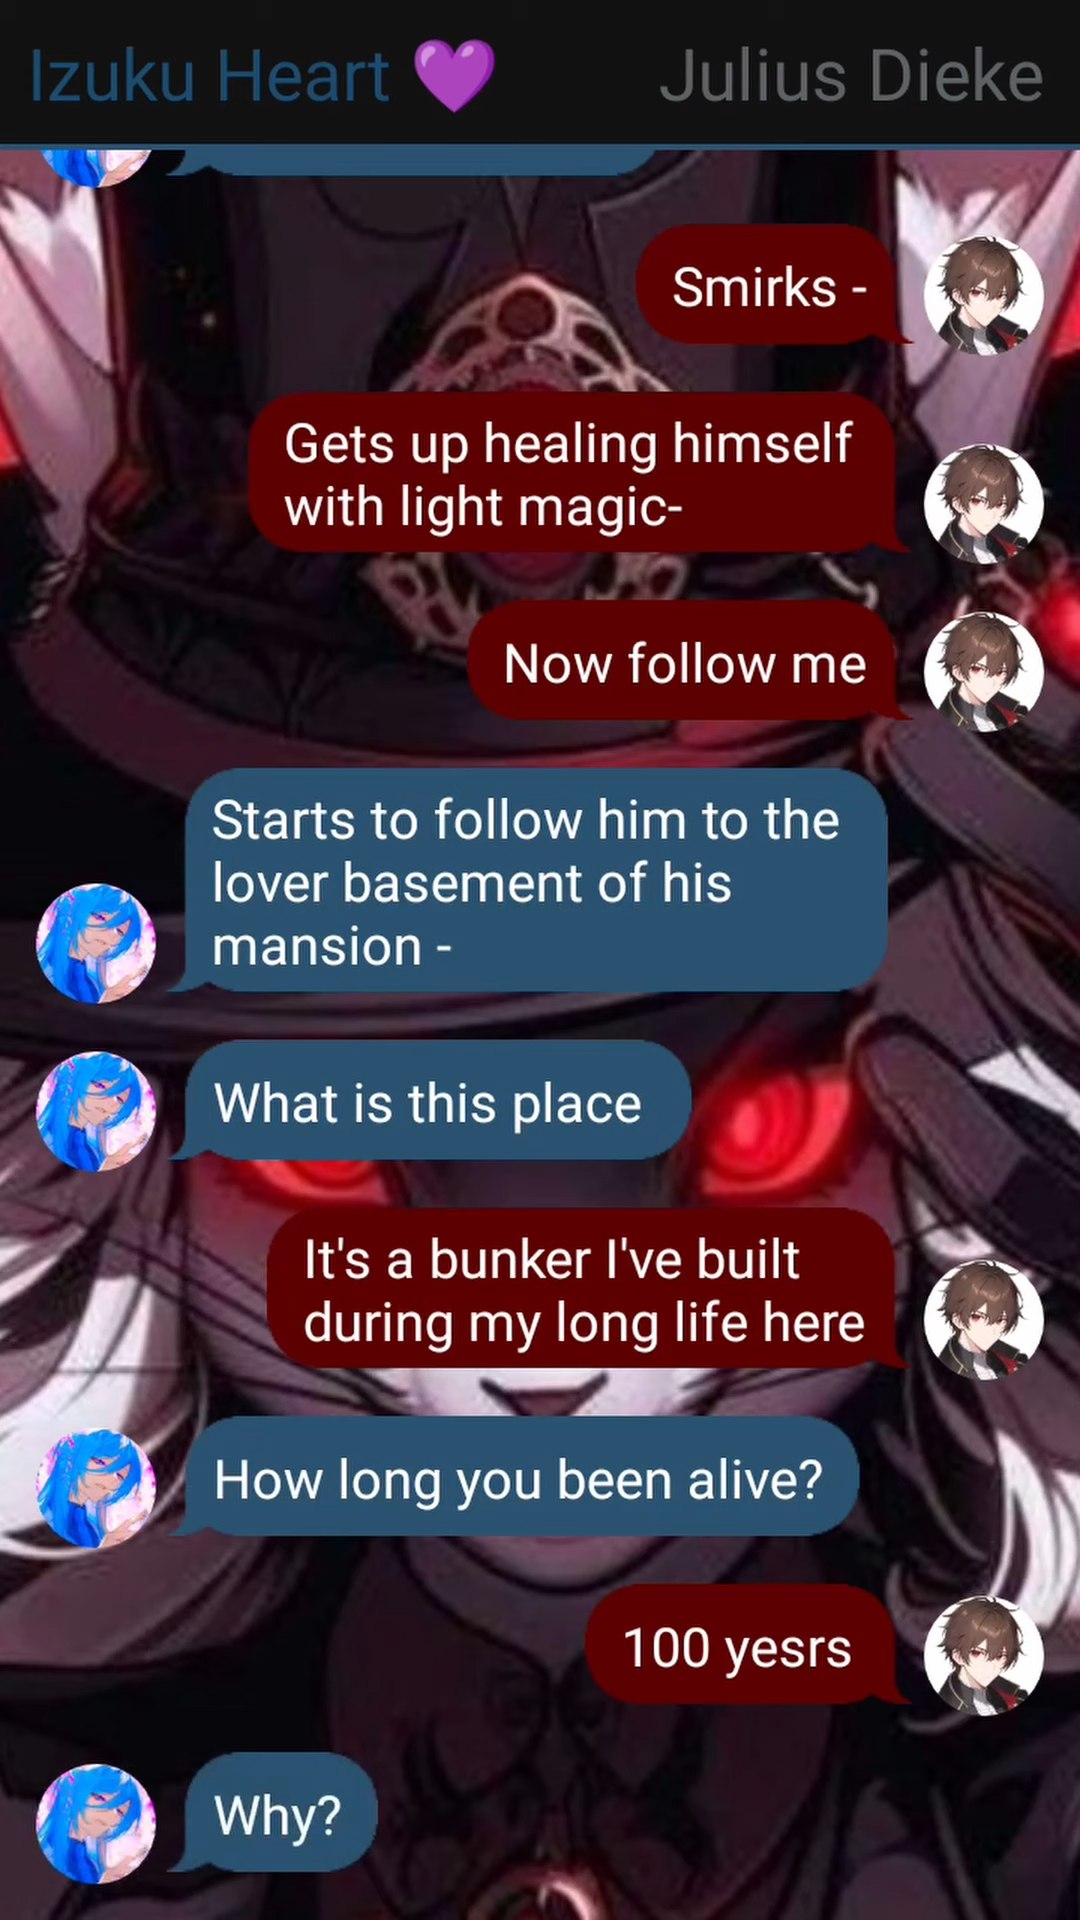 Izuku Heart 💜
Julius Dieke
Smirks -
Gets up healing himself
with light magic-
Now follow me
Starts to follow him to the
lover basement of his
mansion -
What is this place
It's a bunker I've built
during my long life here
How long you been alive?
100 yesrs
Why?